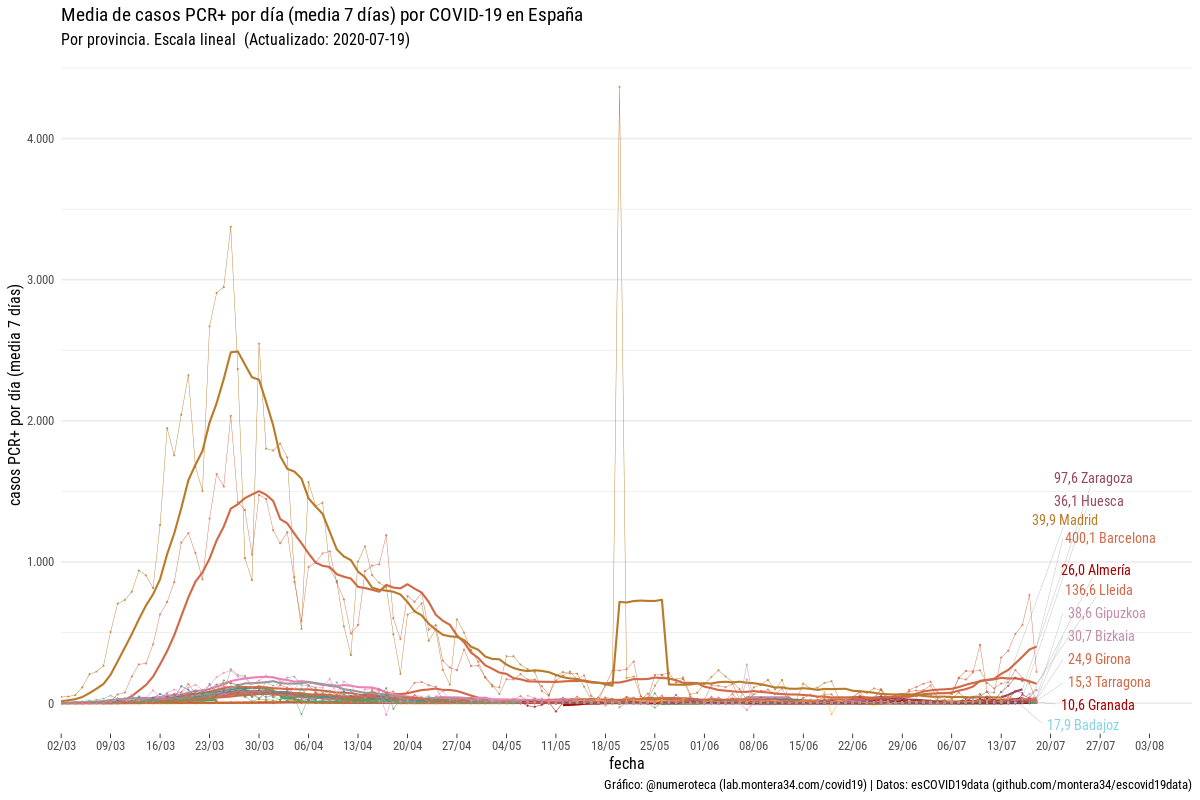 Media de casos PCR+ por día (media 7 días) por COVID-19 en España
Por provincia. Escala lineal  (Actualizado: 2020-07-19)
casos PCR+ por día (media 7 días)
4.000
3.000
2.000
1.000
0
97,6 Zaragoza
36,1 Huesca
39,9 Madrid
400,1 Barcelona
26,0 Almería
136,6 Lleida
38,6 Gipuzkoa
30,7 Bizkaia
24,9 Girona
15,3 Tarragona
10,6 Granada
17,9 Badajoz
02/03 09/03 16/03 23/03 30/03 06/04 13/04 20/04 27/04 04/05 11/05 18/05 25/05 01/06 08/06 15/06 22/06 29/06 06/07 13/07 20/07 27/07 03/08
fecha
Gráfico: @numeroteca (lab.montera34.com/covid19) | Datos: esCOVID19data (github.com/montera34/escovid19data)